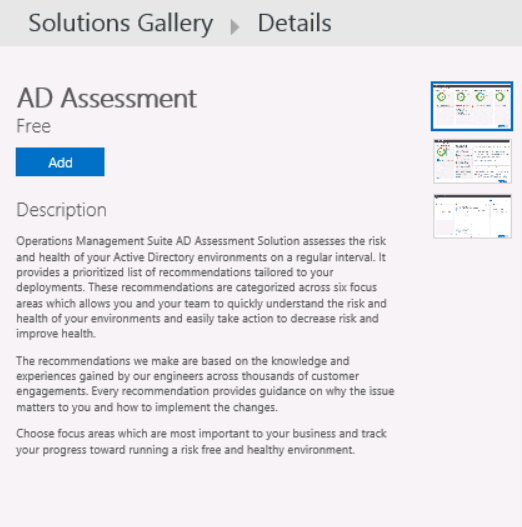 Solutions Gallery ▶ Details
AD Assessment
Free
Add
Description
Operations Management Suite AD Assessment Solution assesses the risk
and health of your Active Directory environments on a regular interval. It
provides a prioritized list of recommendations tailored to your
deployments. These recommendations are categorized across six focus
areas which allows you and your team to quickly understand the risk and
health of your environments and easily take action to decrease risk and
improve health.
The recommendations we make are based on the knowledge and
experiences gained by our engineers across thousands of customer
engagements. Every recommendation provides guidance on why the issue
matters to you and how to implement the changes.
Choose focus areas which are most important to your business and track
your progress toward running a risk free and healthy environment.